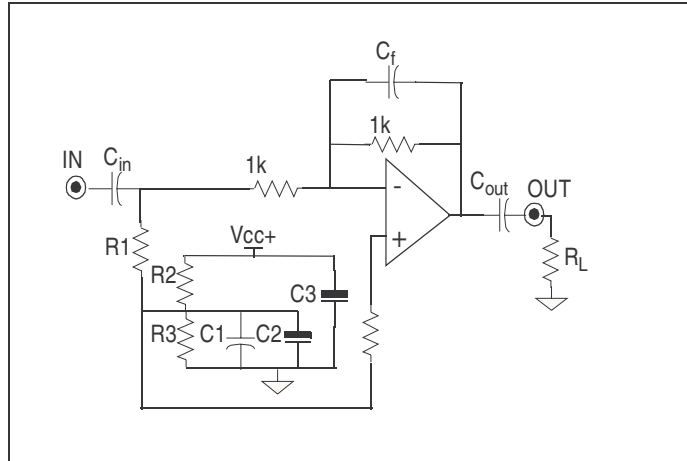 Cf
1k
IN
Cin
1k
Cout
OUT
-
+
R1
Vcc+
RL
R2
C3
R3
C1
C2